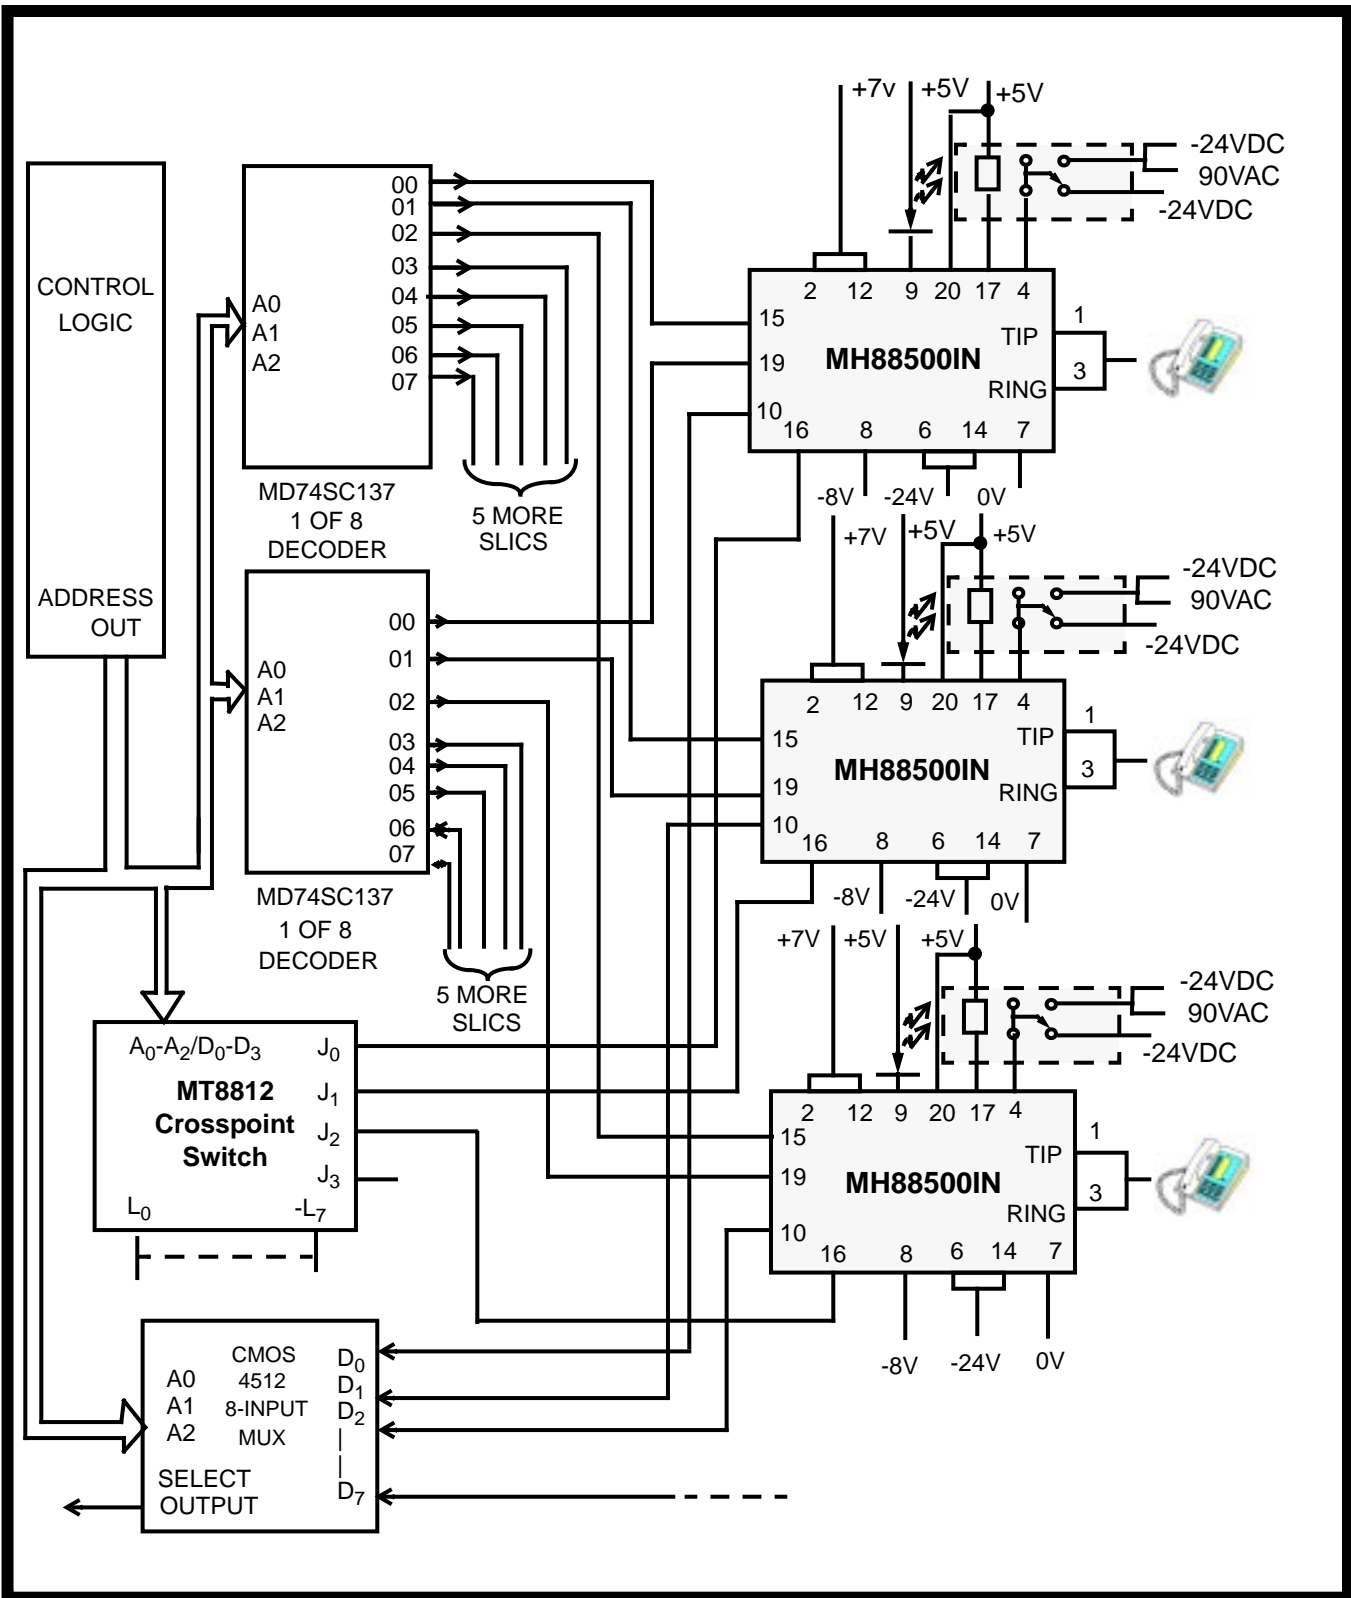 CONTROL
LOGIC
ADDRESS
OUT
A0
A1
A2
00
01
02
03
04
05
06
07
MD74SC137
1 OF 8
DECODER
5 MORE
SLICS
A0
A1
A2
00
01
02
03
04
05
06
07
MD74SC137
1 OF 8
DECODER
5 MORE
SLICS
A0-A2/D0-D3
MT8812
Crosspoint
Switch
J0
J1
J2
J3
L0
-L7
CMOS
4512
8-INPUT
MUX
A0
A1
A2
SELECT
OUTPUT
D0
D1
D2
|
|
D7
+7v
+5V
+5V
-24VDC
90VAC
-24VDC
2 12 9 20 17 4
15
19
10
16 8 6 14 7
MH88500IN
TIP
RING
1
3
-8V -24V 0V
+7V +5V +5V
-24VDC
90VAC
-24VDC
2 12 9 20 17 4
15
19
10
16 8 6 14 7
MH88500IN
TIP
RING
1
3
-8V -24V 0V
+7V +5V +5V
-24VDC
90VAC
-24VDC
2 12 9 20 17 4
15
19
10
16 8 6 14 7
MH88500IN
TIP
RING
1
3
-8V -24V 0V